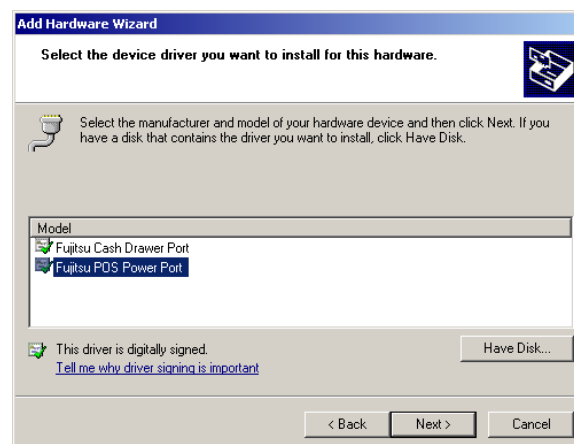 Add Hardware Wizard
Select the device driver you want to install for this hardware.
Select the manufacturer and model of your hardware device and then click Next. If you
have a disk that contains the driver you want to install, click Have Disk.
Model
Fujitsu Cash Drawer Port
Fujitsu POS Power Port
This driver is digitally signed.
Have Disk...
Tell me why driver signing is important
< Back
Next >
Cancel